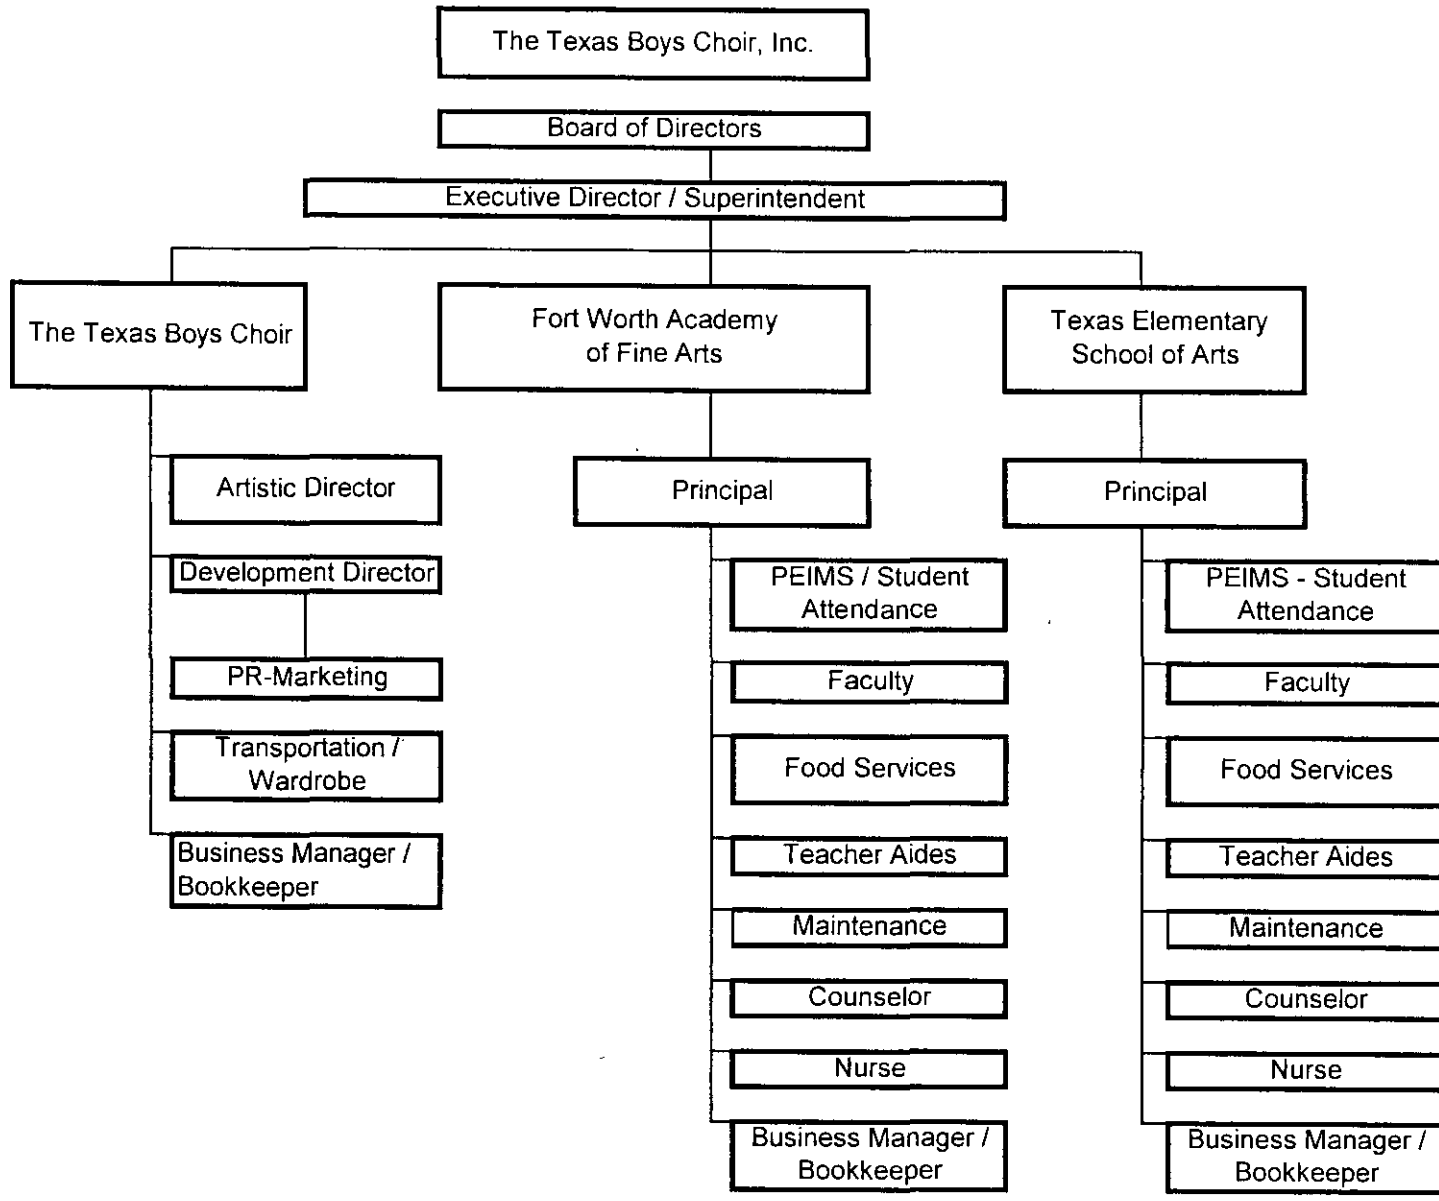 The Texas Boys Choir, Inc.
Board of Directors
Executive Director / Superintendent
The Texas Boys Choir
Fort Worth Academy
of Fine Arts
Texas Elementary
School of Arts
Artistic Director
Development Director
PR-Marketing
Transportation /
Wardrobe
Business Manager /
Bookkeeper
Principal
PEIMS / Student
Attendance
Faculty
Food Services
Teacher Aides
Maintenance
Counselor
Nurse
Business Manager /
Bookkeeper
Principal
PEIMS - Student
Attendance
Faculty
Food Services
Teacher Aides
Maintenance
Counselor
Nurse
Business Manager /
Bookkeeper